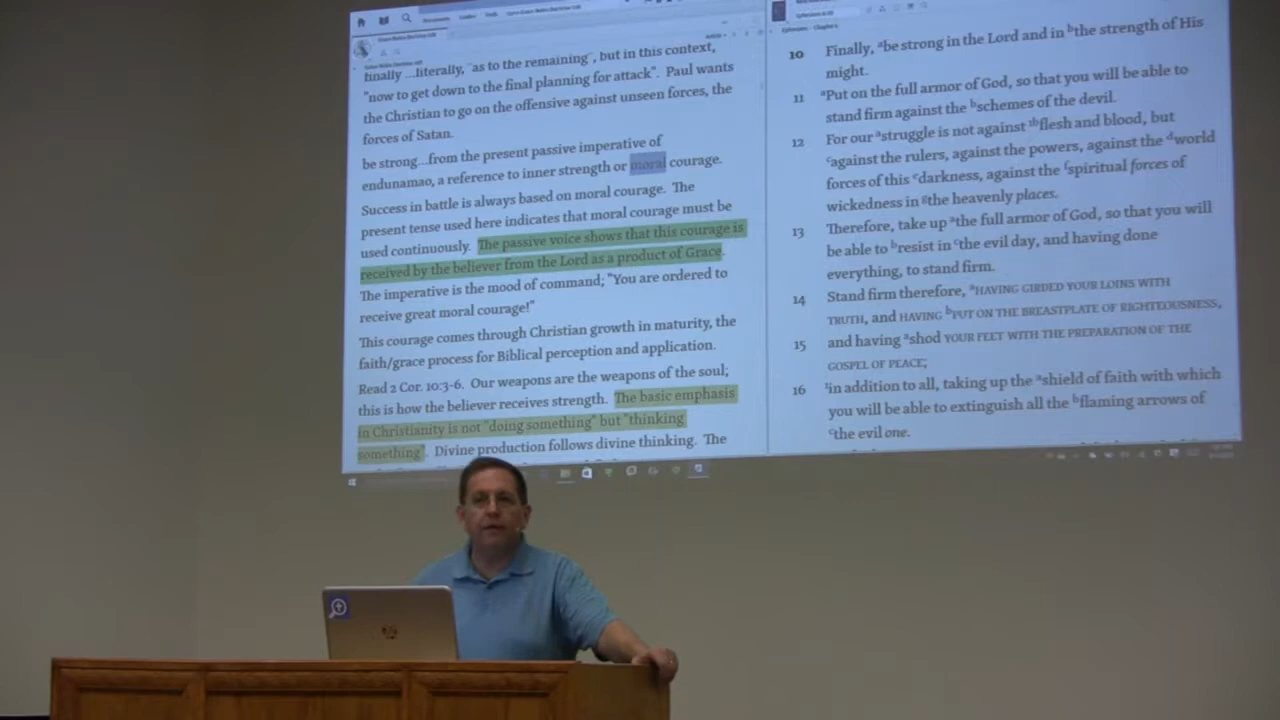 Documents Guides Tools
finally ...literally, "as to the remaining", but in this context,
"now to get down to the final planning for attack". Paul wants
the Christian to go on the offensive against unseen forces, the
forces of Satan.
be strong...from the present passive imperative of
endunamao, a reference to inner strength or moral courage.
Success in battle is always based on moral courage. The
present tense used here indicates that moral courage must be
used continuously. The passive voice shows that this courage is
received by the believer from the Lord as a product of Grace.
The imperative is the mood of command; "You are ordered to
receive great moral courage!"
This courage comes through Christian growth in maturity, the
faith/grace process for Biblical perception and application.
Read 2 Cor. 10:3-6. Our weapons are the weapons of the soul;
this is how the believer receives strength. The basic emphasis
in Christianity is not "doing something" but "thinking
something". Divine production follows divine thinking. The
10 Finally, a be strong in the Lord and in b the strength of His
might.
11 a Put on the full armor of God, so that you will be able to
stand firm against the b schemes of the devil.
12 For our a struggle is not against 1b flesh and blood, but
c against the rulers, against the powers, against the d world
forces of this e darkness, against the f spiritual forces of
wickedness in g the heavenly places.
13 Therefore, take up a the full armor of God, so that you will
be able to b resist in c the evil day, and having done
everything, to stand firm.
14 Stand firm therefore, a HAVING GIRDED YOUR LOINS WITH
TRUTH, and HAVING b PUT ON THE BREASTPLATE OF RIGHTEOUSNESS,
15 and having a shod YOUR FEET WITH THE PREPARATION OF THE
GOSPEL OF PEACE;
16 1 in addition to all, taking up the a shield of faith with which
you will be able to extinguish all the b flaming arrows of
c the evil one.